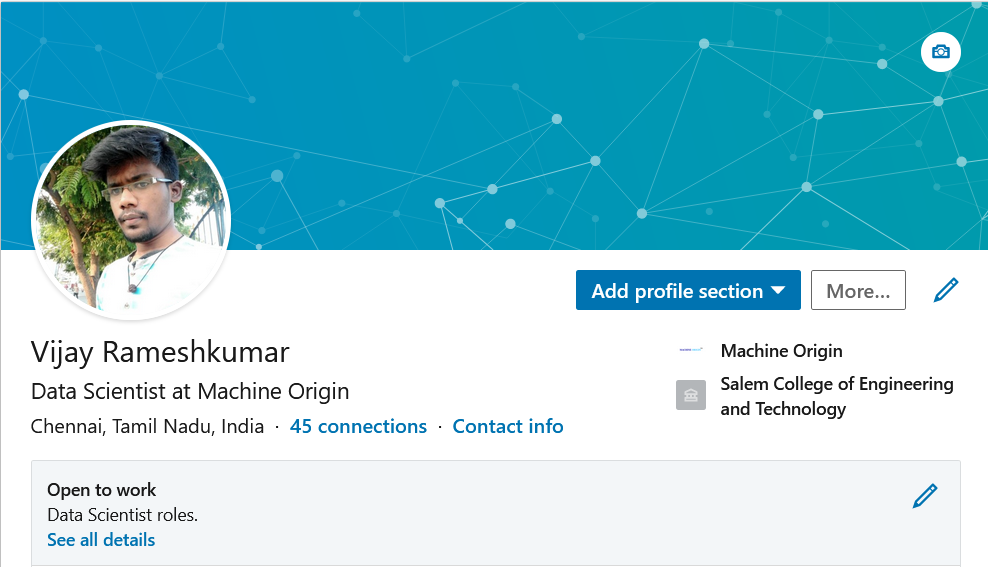 Add profile section
More...
Vijay Rameshkumar
Machine Origin
Data Scientist at Machine Origin
Salem College of Engineering
and Technology
Chennai, Tamil Nadu, India · 45 connections · Contact info
Open to work
Data Scientist roles.
See all details